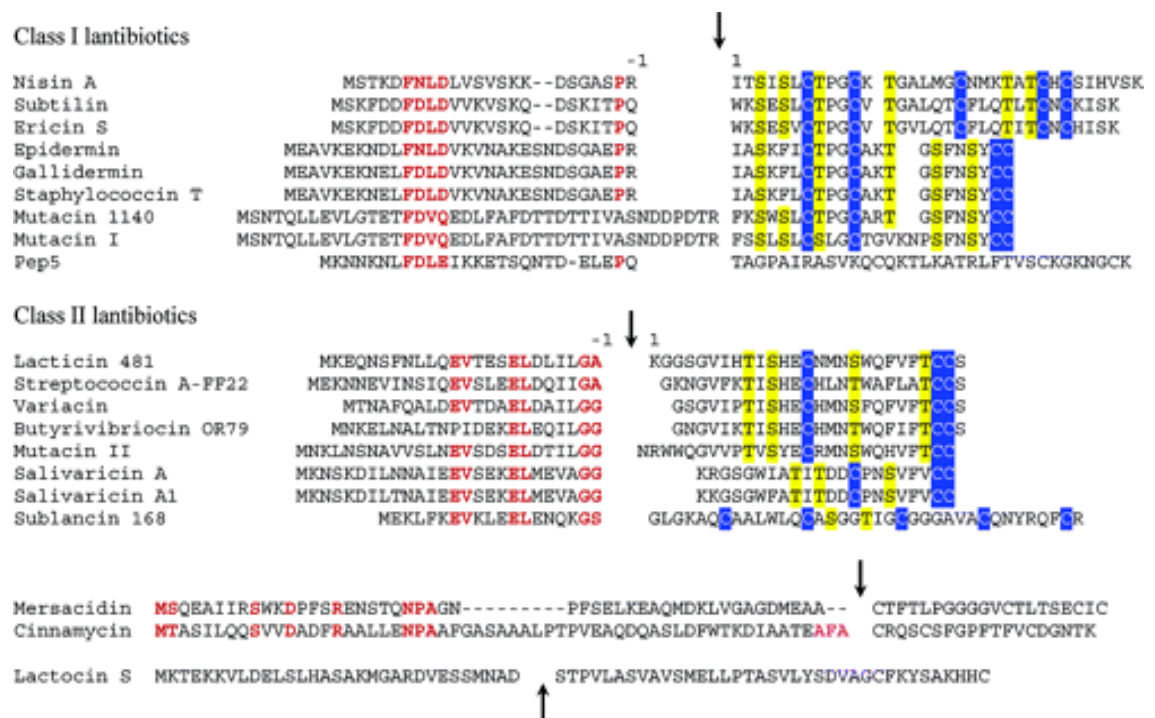 Class I lantibiotics
-1 1
Nisin A MSTKDFNLDLVSVSKK--DSGASPR ITSISLCTPGCK TGALMGCNMKTATCHCSIHVSK
Subtilin MSKFDDFDLDVVKVSKQ--DSKITPQ WKSESLCTPGCV TGALQTCFLQTLTCNCKISK
Ericin S MSKFDDFDLDVVKVSKQ--DSKITPQ WKSESVCTPGCV TGVLQTCFLQTITCNCHISK
Epidermin MEAVKEKNDLFNLDVKVNAKESNDSGAEPR IASKFICTPGCAKT GSFNSYCC
Gallidermin MEAVKEKNELFDLDVKVNAKESNDSGAEPR IASKFLCTPGCAKT GSFNSYCC
Staphylococcin T MEAVKEKNELFDLDVKVNAKESNDSGAEPR IASKFLCTPGCAKT GSFNSYCC
Mutacin 1140 MSNTQLLEVLGTETFDVQEDLFAFDTTDTTIVASNDDPDTR FKSWSLCTPGCART GSFNSYCC
Mutacin I MSNTQLLEVLGTETFDVQEDLFAFDTTDTTIVASNDDPDTR FSSLSLCSLGCTGVKNPSFNSYCC
Pep5 MKNNKNLFDLEIKKETSQNTD-ELEPQ TAGPAIRASVKQCQKTLKATRLFTVSCKGKNGCK
Class II lantibiotics
-1 1
Lacticin 481 MKEQNSFNLLQEVTESELDLILGA KGGSGVIHTISHECNMNSWQFVFTCCS
Streptococcin A-FF22 MEKNNEVINSIQEVSLEELDQIIGA GKNGVFKTISHECHLNTWAFLATCCS
Variacin MTNAFQALDEVTDAELDAILGG GSGVIPTISHECHMNSFQFVFTCCS
Butyrivibriocin OR79 MNKELNALTNPIDEKELEQILGG GNGVIKTISHECHMNTWQFIFTCCS
Mutacin II MNKLNSNAVVSLNEVSDSELDTILGG NRWWQGVVPTVSYECRMNSWQHVFTCC
Salivaricin A MKNSKDILNNAIEEVSEKELMEVAGG KRGSGWIATITDDCPNSVFVCC
Salivaricin A1 MKNSKDILTNAIEEVSEKELMEVAGG KKGSGWFATITDDCPNSVFVCC
Sublancin 168 MEKLFKEVKLEELENQKGS GLGKAQCAALWLQCASGGTIGCGGGAVACQNYRQFCR
Mersacidin MSQEAIIRSWKDPFSRENSTQNPAGN---------PFSELKEAQMDKLVGAGDMEAA-- CTFTLPGGGGVCTLTSECIC
Cinnamycin MTASILQQSVVDADFRAALLENPAAFGASAAALPTPVEAQDQASLDFWTKDIAATEAFA CRQSCSFGPFTFVCDGNTK
Lactocin S MKTEKKVLDELSLHASAKMGARDVESSMNAD STPVLASVAVSMELLPTASVLYSDVAGCFKYSAKHHC